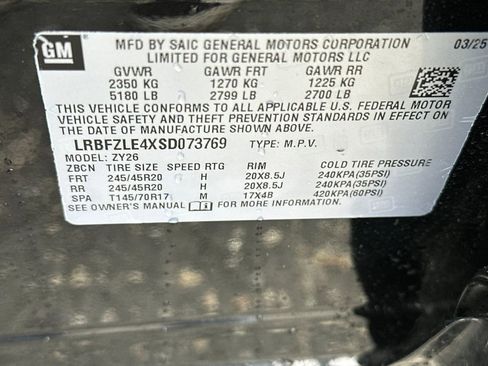 GM
MFD BY SAIC GENERAL MOTORS CORPORATION 03/25
LIMITED FOR GENERAL MOTORS LLC
GVWR GAWR FRT GAWR RR
2350 KG 1270 KG 1225 KG
5180 LB 2799 LB 2700 LB
THIS VEHICLE CONFORMS TO ALL APPLICABLE U.S. FEDERAL MOTOR
VEHICLE SAFETY AND THEFT PREVENTION STANDARDS IN EFFECT ON
THE DATE OF MANUFACTURE SHOWN ABOVE.
LRBFZLE4XSD073769 TYPE: M.P.V.
MODEL: ZY26
ZBCN TIRE SIZE SPEED RTG RIM COLD TIRE PRESSURE
FRT 245/45R20 H 20X8.5J 240KPA(35PSI)
RR 245/45R20 H 20X8.5J 240KPA(35PSI)
SPA T145/70R17 M 17X4B 420KPA(60PSI)
SEE OWNER'S MANUAL FOR MORE INFORMATION.